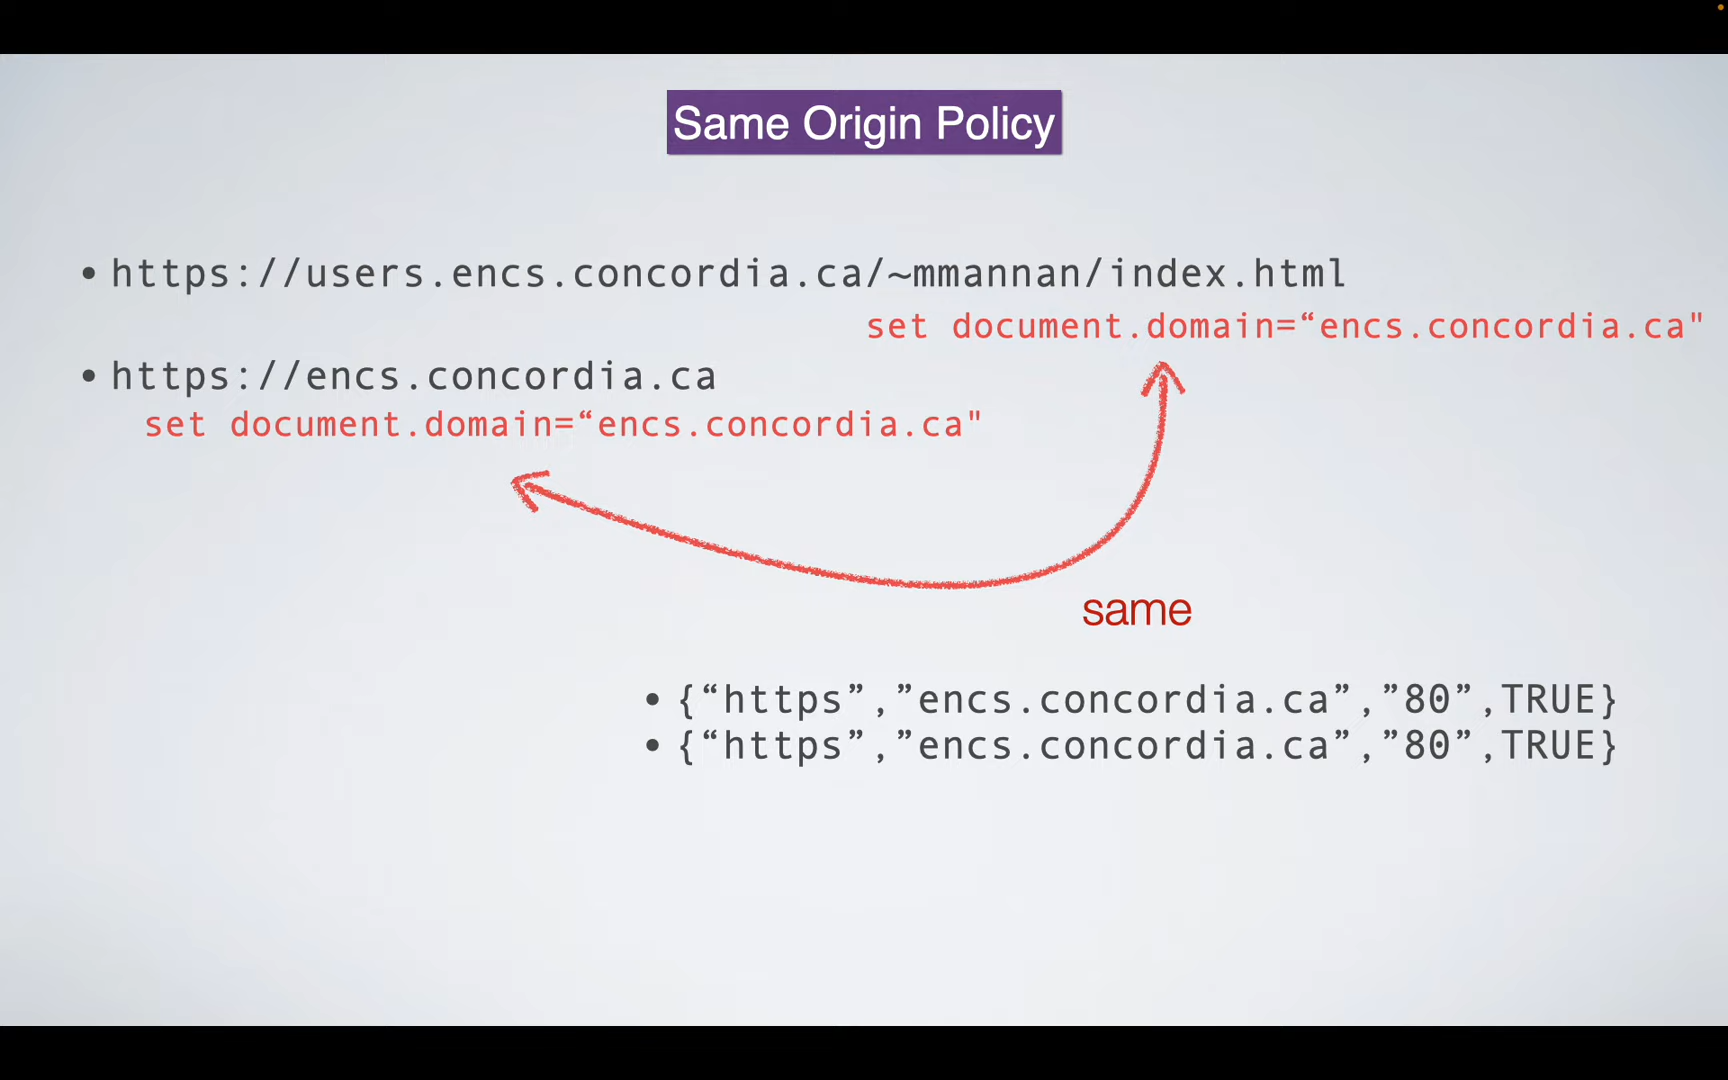 Same Origin Policy
• https://users.encs.concordia.ca/~mmannan/index.html
set document.domain=“encs.concordia.ca"
• https://encs.concordia.ca
set document.domain=“encs.concordia.ca"
same
• {“https”,”encs.concordia.ca”,”80”,TRUE}
• {“https”,”encs.concordia.ca”,”80”,TRUE}